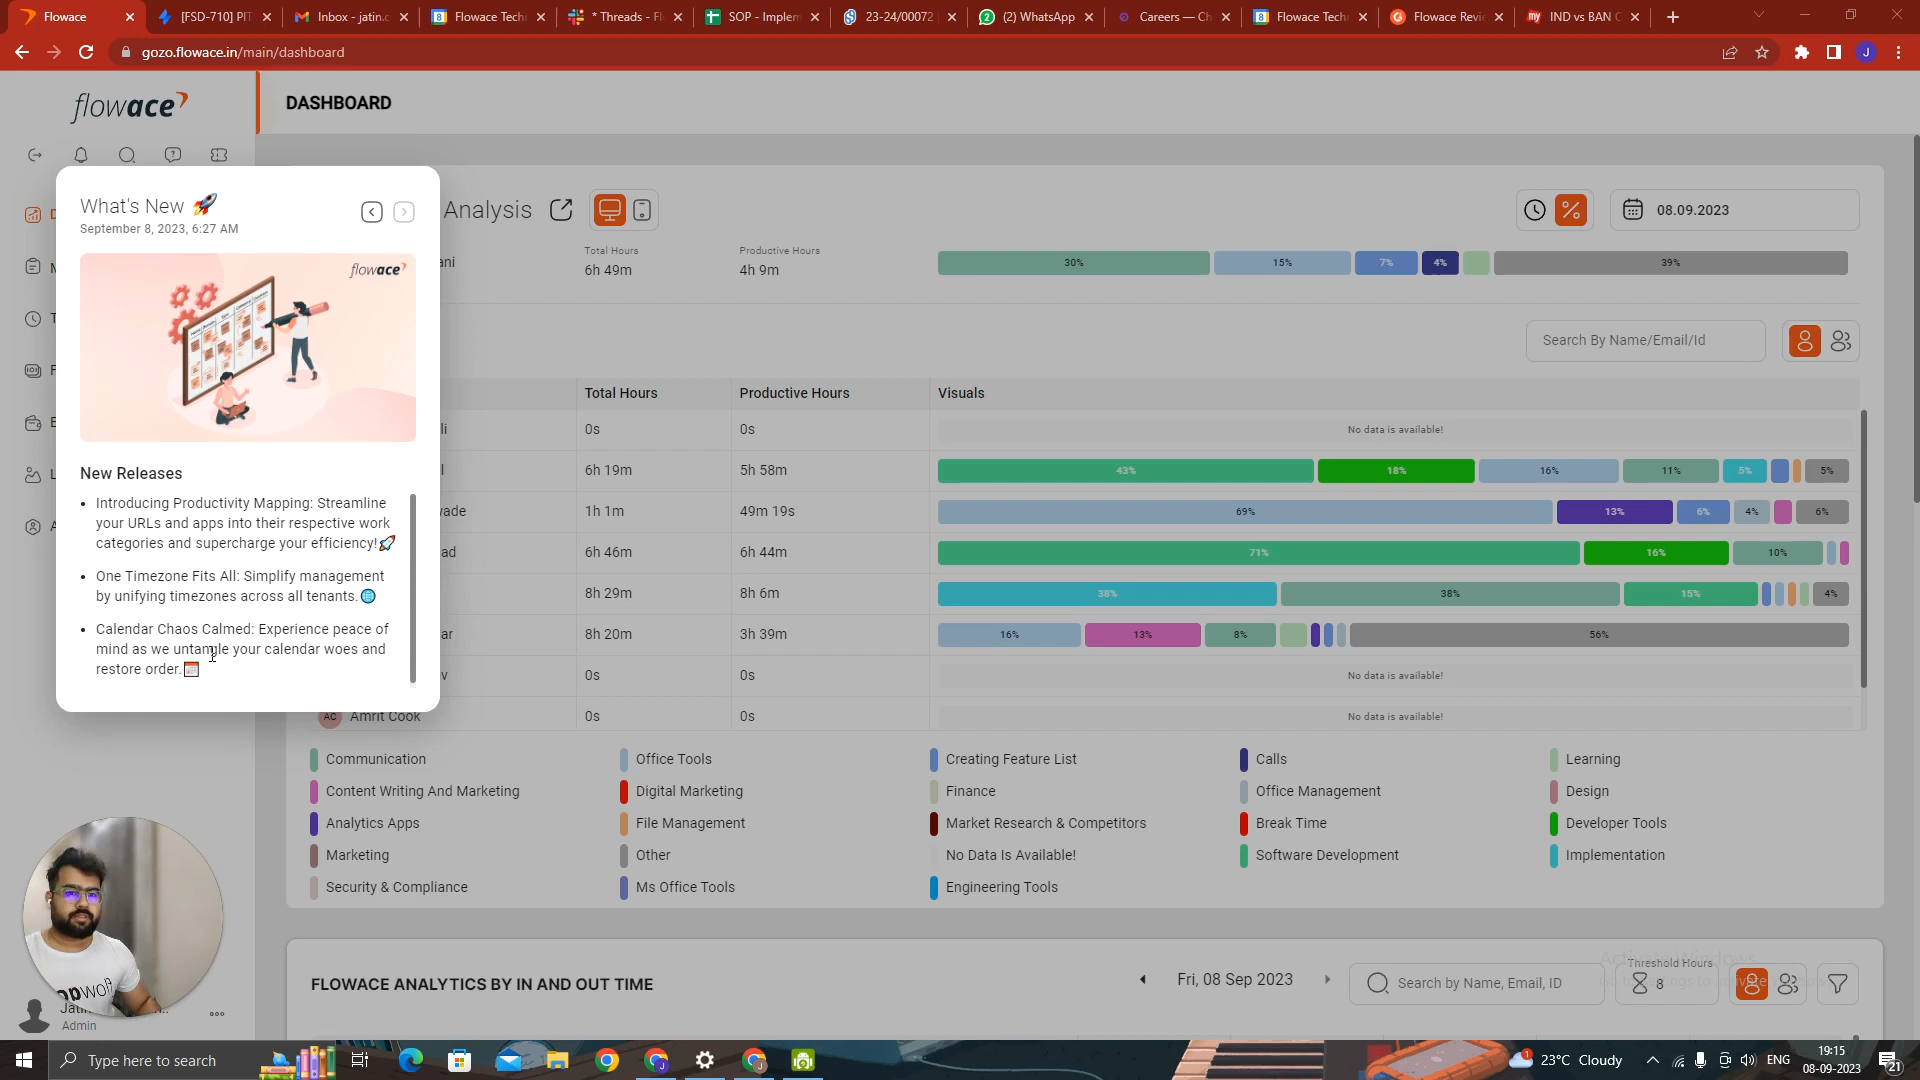 Flowace
[FSD-710] PIT
Inbox - jatin.c
Flowace Tech
* Threads - Fl
SOP - Implem
23-24/00072
(2) WhatsApp
Careers — Ch
Flowace Tech
Flowace Revi
IND vs BAN
gozo.flowace.in/main/dashboard
J
flowace
DASHBOARD
What's New 🚀
September 8, 2023, 6:27 AM
flowace
New Releases
• Introducing Productivity Mapping: Streamline
your URLs and apps into their respective work
categories and supercharge your efficiency!🚀
• One Timezone Fits All: Simplify management
by unifying timezones across all tenants.🌐
• Calendar Chaos Calmed: Experience peace of
mind as we untangle your calendar woes and
restore order.📅
Analysis
08.09.2023
ani
Total Hours
6h 49m
Productive Hours
4h 9m
30% 15% 7% 4% 39%
Search By Name/Email/Id
Total Hours Productive Hours Visuals
li 0s 0s No data is available!
l 6h 19m 5h 58m 43% 18% 16% 11% 5% 5%
vade 1h 1m 49m 19s 69% 13% 6% 4% 6%
ad 6h 46m 6h 44m 71% 16% 10%
8h 29m 8h 6m 38% 38% 15% 4%
ar 8h 20m 3h 39m 16% 13% 8% 56%
v 0s 0s No data is available!
AC Amrit Cook 0s 0s No data is available!
Communication Office Tools Creating Feature List Calls Learning
Content Writing And Marketing Digital Marketing Finance Office Management Design
Analytics Apps File Management Market Research & Competitors Break Time Developer Tools
Marketing Other No Data Is Available! Software Development Implementation
Security & Compliance Ms Office Tools Engineering Tools
FLOWACE ANALYTICS BY IN AND OUT TIME
Fri, 08 Sep 2023
Search by Name, Email, ID
Threshold Hours
8
Activate Windows
Admin
Type here to search
23°C Cloudy
ENG
19:15
08-09-2023
21